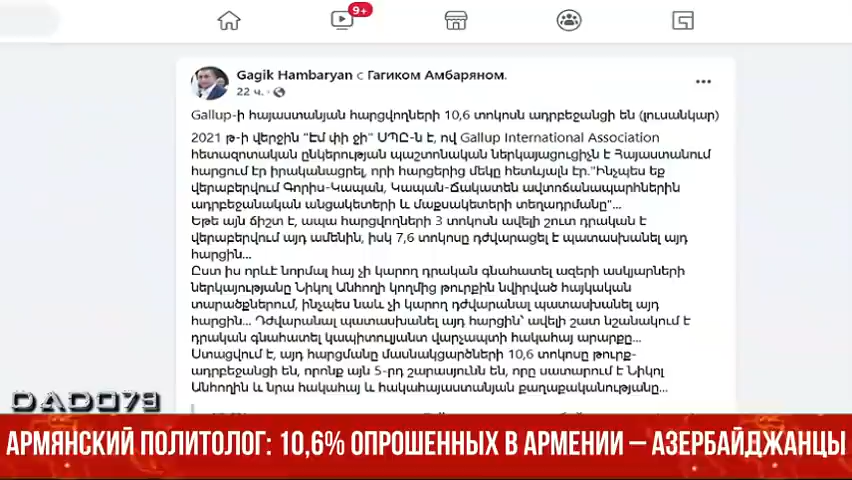 9+
Gagik Hambaryan с Гагиком Амбаряном.
22 ч.
Gallup-ի հայաստանյան հարցվողների 10,6 տոկոսն ադրբեջանցի են (լուսանկար)
2021 թ-ի վերջին "Էմ փի ջի" ՍՊԸ-ն է, ով Gallup International Association
հետազոտական ընկերության պաշտոնական ներկայացուցիչն է Հայաստանում
հարցում էր իրականացրել, որի հարցերից մեկը հետևյալն էր."Ինչպես եք
վերաբերվում Գորիս-Կապան, Կապան-Ճակատեն ավտոճանապարհներին
ադրբեջանական անցակետերի և մաքսակետերի տեղադրմանը"...
Եթե այն ճիշտ է, ապա հարցվողների 3 տոկոսն ավելի շուտ դրական է
վերաբերվում այդ ամենին, իսկ 7,6 տոկոսը դժվարացել է պատասխանել այդ
հարցին...
Ըստ իս որևէ նորմալ հայ չի կարող դրական գնահատել ազերի ասկյարների
ներկայությանը Նիկոլ Անհողի կողմից թուրքին նվիրված հայկական
տարածքներում, ինչպես նաև չի կարող դժվարանալ պատասխանել այդ
հարցին... Դժվարանալ պատասխանել այդ հարցին՝ ավելի շատ նշանակում է
դրական գնահատել կապիտուլյանտ վարչապտի հակահայ արարքը...
Ստացվում է, այդ հարցմանը մասնակցածների 10,6 տոկոսը թուրք-
ադրբեջանցի են, որոնք այն 5-րդ շարասյունն են, որը սատարում է Նիկոլ
Անհողին և նրա հակահայ և հակահայաստանյան քաղաքականությանը...
DADO73
АРМЯНСКИЙ ПОЛИТОЛОГ: 10,6% ОПРОШЕННЫХ В АРМЕНИИ – АЗЕРБАЙДЖАНЦЫ